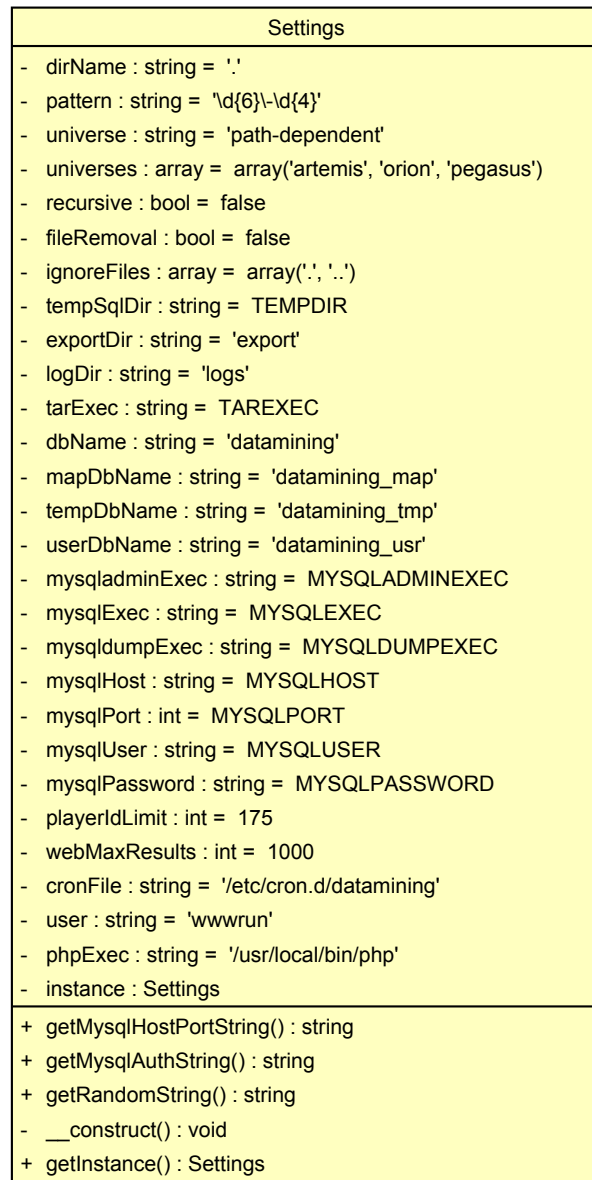 Settings
- dirName : string = '.'
- pattern : string = '\d{6}\-\d{4}'
- universe : string = 'path-dependent'
- universes : array = array('artemis', 'orion', 'pegasus')
- recursive : bool = false
- fileRemoval : bool = false
- ignoreFiles : array = array('.', '..')
- tempSqlDir : string = TEMPDIR
- exportDir : string = 'export'
- logDir : string = 'logs'
- tarExec : string = TAREXEC
- dbName : string = 'datamining'
- mapDbName : string = 'datamining_map'
- tempDbName : string = 'datamining_tmp'
- userDbName : string = 'datamining_usr'
- mysqladminExec : string = MYSQLADMINEXEC
- mysqlExec : string = MYSQLEXEC
- mysqldumpExec : string = MYSQLDUMPEXEC
- mysqlHost : string = MYSQLHOST
- mysqlPort : int = MYSQLPORT
- mysqlUser : string = MYSQLUSER
- mysqlPassword : string = MYSQLPASSWORD
- playerIdLimit : int = 175
- webMaxResults : int = 1000
- cronFile : string = '/etc/cron.d/datamining'
- user : string = 'wwwrun'
- phpExec : string = '/usr/local/bin/php'
- instance : Settings
+ getMysqlHostPortString() : string
+ getMysqlAuthString() : string
+ getRandomString() : string
- __construct() : void
+ getInstance() : Settings